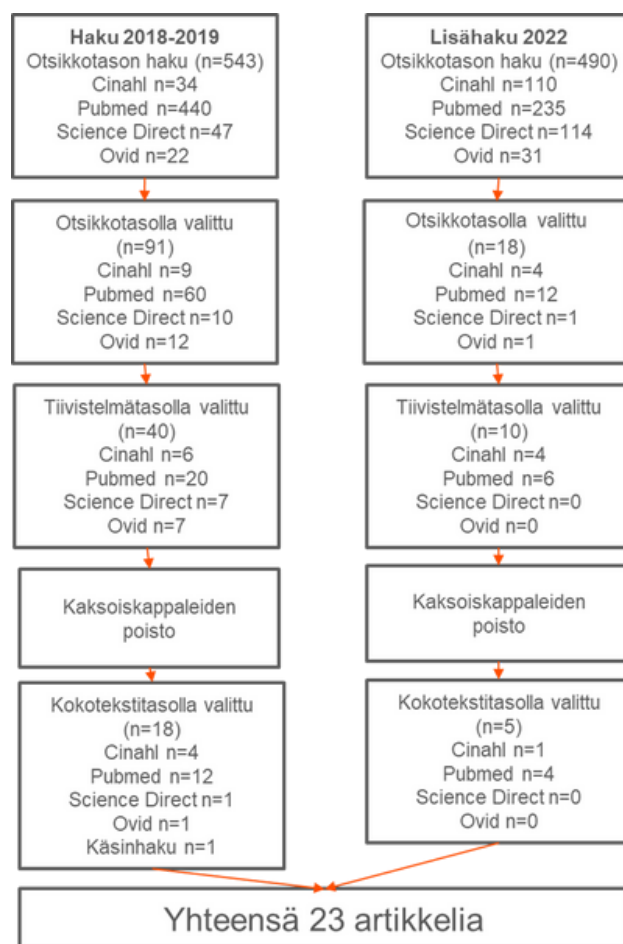 Haku 2018-2019
Otsikkotason haku (n=543)
Cinahl n=34
Pubmed n=440
Science Direct n=47
Ovid n=22
Otsikkotasolla valittu
(n=91)
Cinahl n=9
Pubmed n=60
Science Direct n=10
Ovid n=12
Tiivistelmätasolla valittu
(n=40)
Cinahl n=6
Pubmed n=20
Science Direct n=7
Ovid n=7
Kaksoiskappaleiden
poisto
Kokotekstitasolla valittu
(n=18)
Cinahl n=4
Pubmed n=12
Science Direct n=1
Ovid n=1
Käsinhaku n=1
Lisähaku 2022
Otsikkotason haku (n=490)
Cinahl n=110
Pubmed n=235
Science Direct n=114
Ovid n=31
Otsikkotasolla valittu
(n=18)
Cinahl n=4
Pubmed n=12
Science Direct n=1
Ovid n=1
Tiivistelmätasolla valittu
(n=10)
Cinahl n=4
Pubmed n=6
Science Direct n=0
Ovid n=0
Kaksoiskappaleiden
poisto
Kokotekstitasolla valittu
(n=5)
Cinahl n=1
Pubmed n=4
Science Direct n=0
Ovid n=0
Yhteensä 23 artikkelia